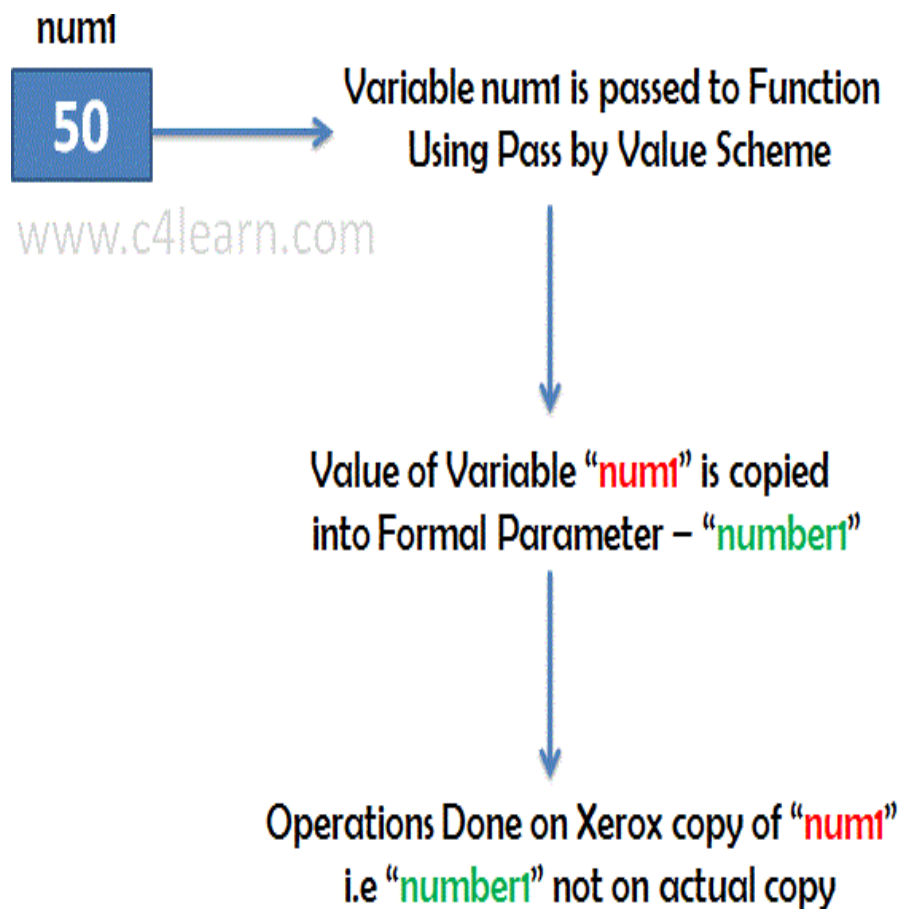 num1
50
Variable num1 is passed to Function
Using Pass by Value Scheme
www.c4learn.com
Value of Variable “num1” is copied
into Formal Parameter – “number1”
Operations Done on Xerox copy of “num1”
i.e “number1” not on actual copy